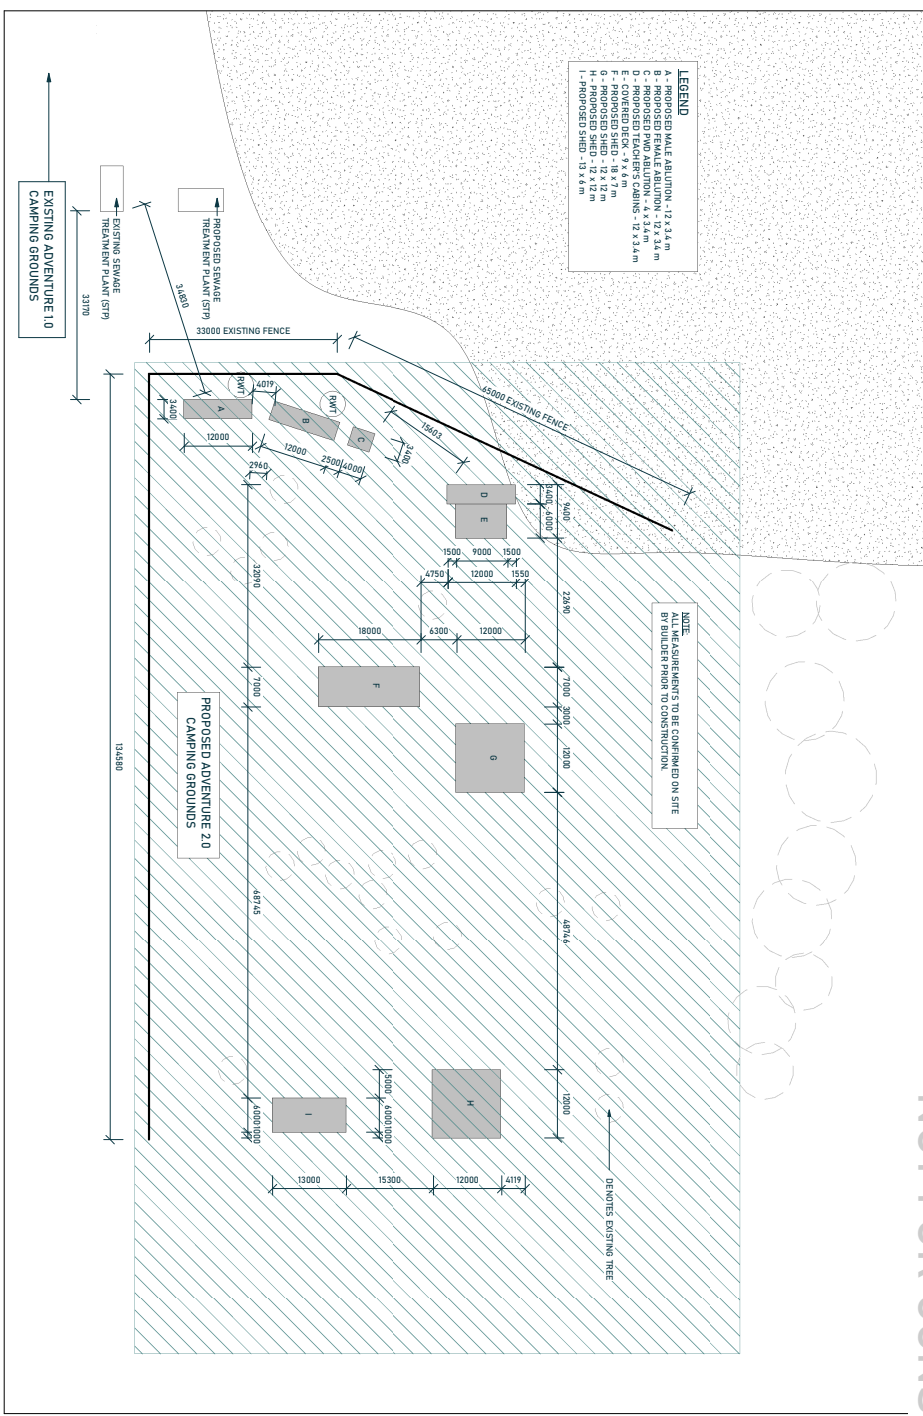 LEGEND
A - PROPOSED MALE ABLUTION - 12 x 3.4 m
B - PROPOSED FEMALE ABLUTION - 12 x 3.4 m
C - PROPOSED PWD ABLUTION - 4 x 3.4 m
D - PROPOSED TEACHER'S CABINS - 12 x 3.4 m
E - COVERED DECK - 9 x 6 m
F - PROPOSED SHED - 18 x 7 m
G - PROPOSED SHED - 12 x 12 m
H - PROPOSED SHED - 12 x 12 m
I - PROPOSED SHED - 13 x 6 m
EXISTING ADVENTURE 1.0
CAMPING GROUNDS
EXISTING SEWAGE
TREATMENT PLANT (STP)
PROPOSED SEWAGE
TREATMENT PLANT (STP)
33170
34830
33000 EXISTING FENCE
65000 EXISTING FENCE
RWT
RWT
4019
3400
A
B
C
12000
12000
2500
4000
3400
2960
15603
D
E
3400
6000
9400
1500
9000
1500
4750
12000
1550
32090
22690
18000
6300
12000
F
7000
7000
3000
G
12000
NOTE:
ALL MEASUREMENTS TO BE CONFIRMED ON SITE
BY BUILDER PRIOR TO CONSTRUCTION.
PROPOSED ADVENTURE 2.0
CAMPING GROUNDS
134580
68745
48746
5000
6000
1000
6000
1000
H
I
12000
13000
15300
12000
4119
DENOTES EXISTING TREE